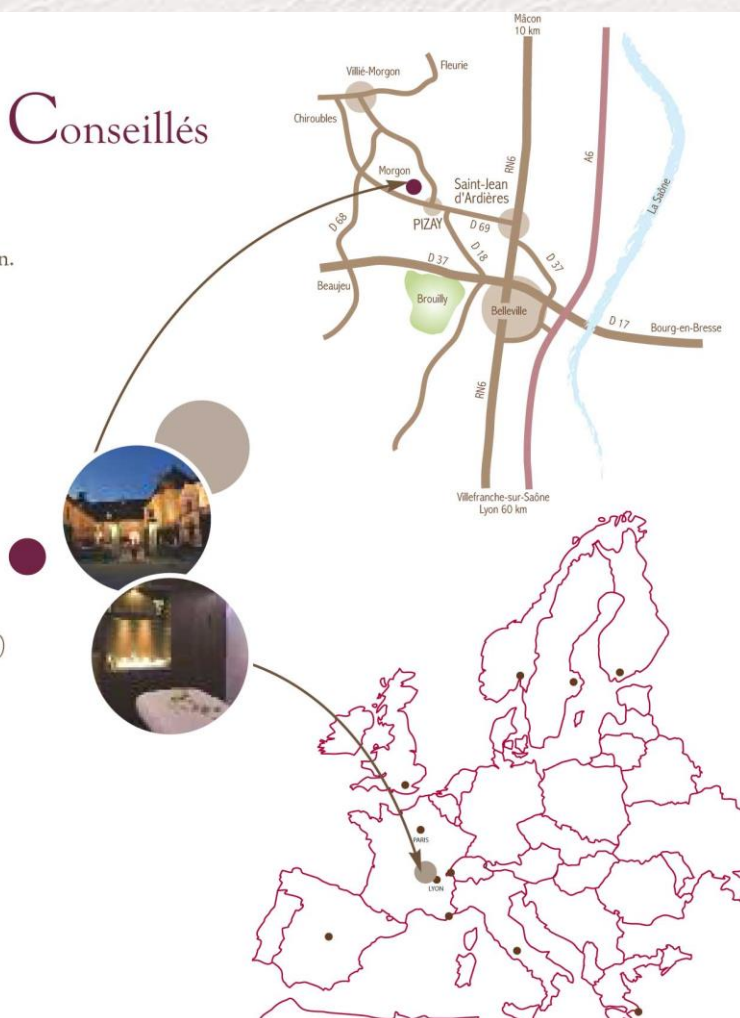 Conseillés
n.
)
Mâcon
10 km
Fleurie
Villié-Morgon
Chiroubles
RN6
A6
La Saône
Morgon
Saint-Jean
d'Ardières
PIZAY
D 69
D 68
D 18
D 37
D 37
Beaujeu
Brouilly
Belleville
D 17
Bourg-en-Bresse
RN6
Villefranche-sur-Saône
Lyon 60 km
PARIS
LYON